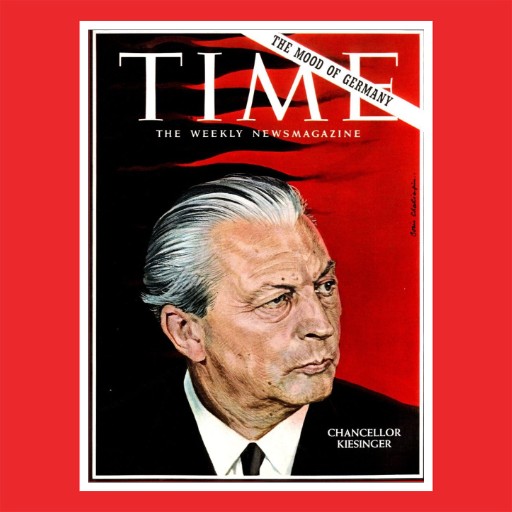 THE MOOD OF GERMANY
TIME
THE WEEKLY NEWSMAGAZINE
CHANCELLOR
KIESINGER